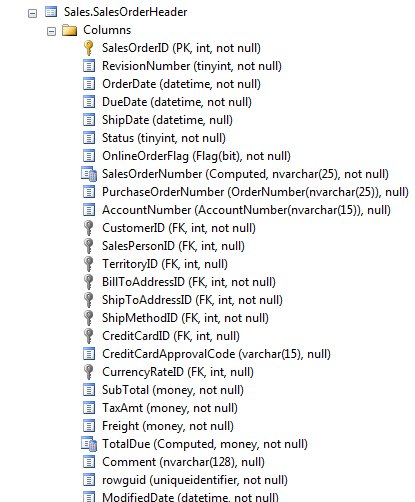 Sales.SalesOrderHeader
Columns
SalesOrderID (PK, int, not null)
RevisionNumber (tinyint, not null)
OrderDate (datetime, not null)
DueDate (datetime, not null)
ShipDate (datetime, null)
Status (tinyint, not null)
OnlineOrderFlag (Flag(bit), not null)
SalesOrderNumber (Computed, nvarchar(25), not null)
PurchaseOrderNumber (OrderNumber(nvarchar(25)), null)
AccountNumber (AccountNumber(nvarchar(15)), null)
CustomerID (FK, int, not null)
SalesPersonID (FK, int, null)
TerritoryID (FK, int, null)
BillToAddressID (FK, int, not null)
ShipToAddressID (FK, int, not null)
ShipMethodID (FK, int, not null)
CreditCardID (FK, int, null)
CreditCardApprovalCode (varchar(15), null)
CurrencyRateID (FK, int, null)
SubTotal (money, not null)
TaxAmt (money, not null)
Freight (money, not null)
TotalDue (Computed, money, not null)
Comment (nvarchar(128), null)
rowguid (uniqueidentifier, not null)
ModifiedDate (datetime, not null)